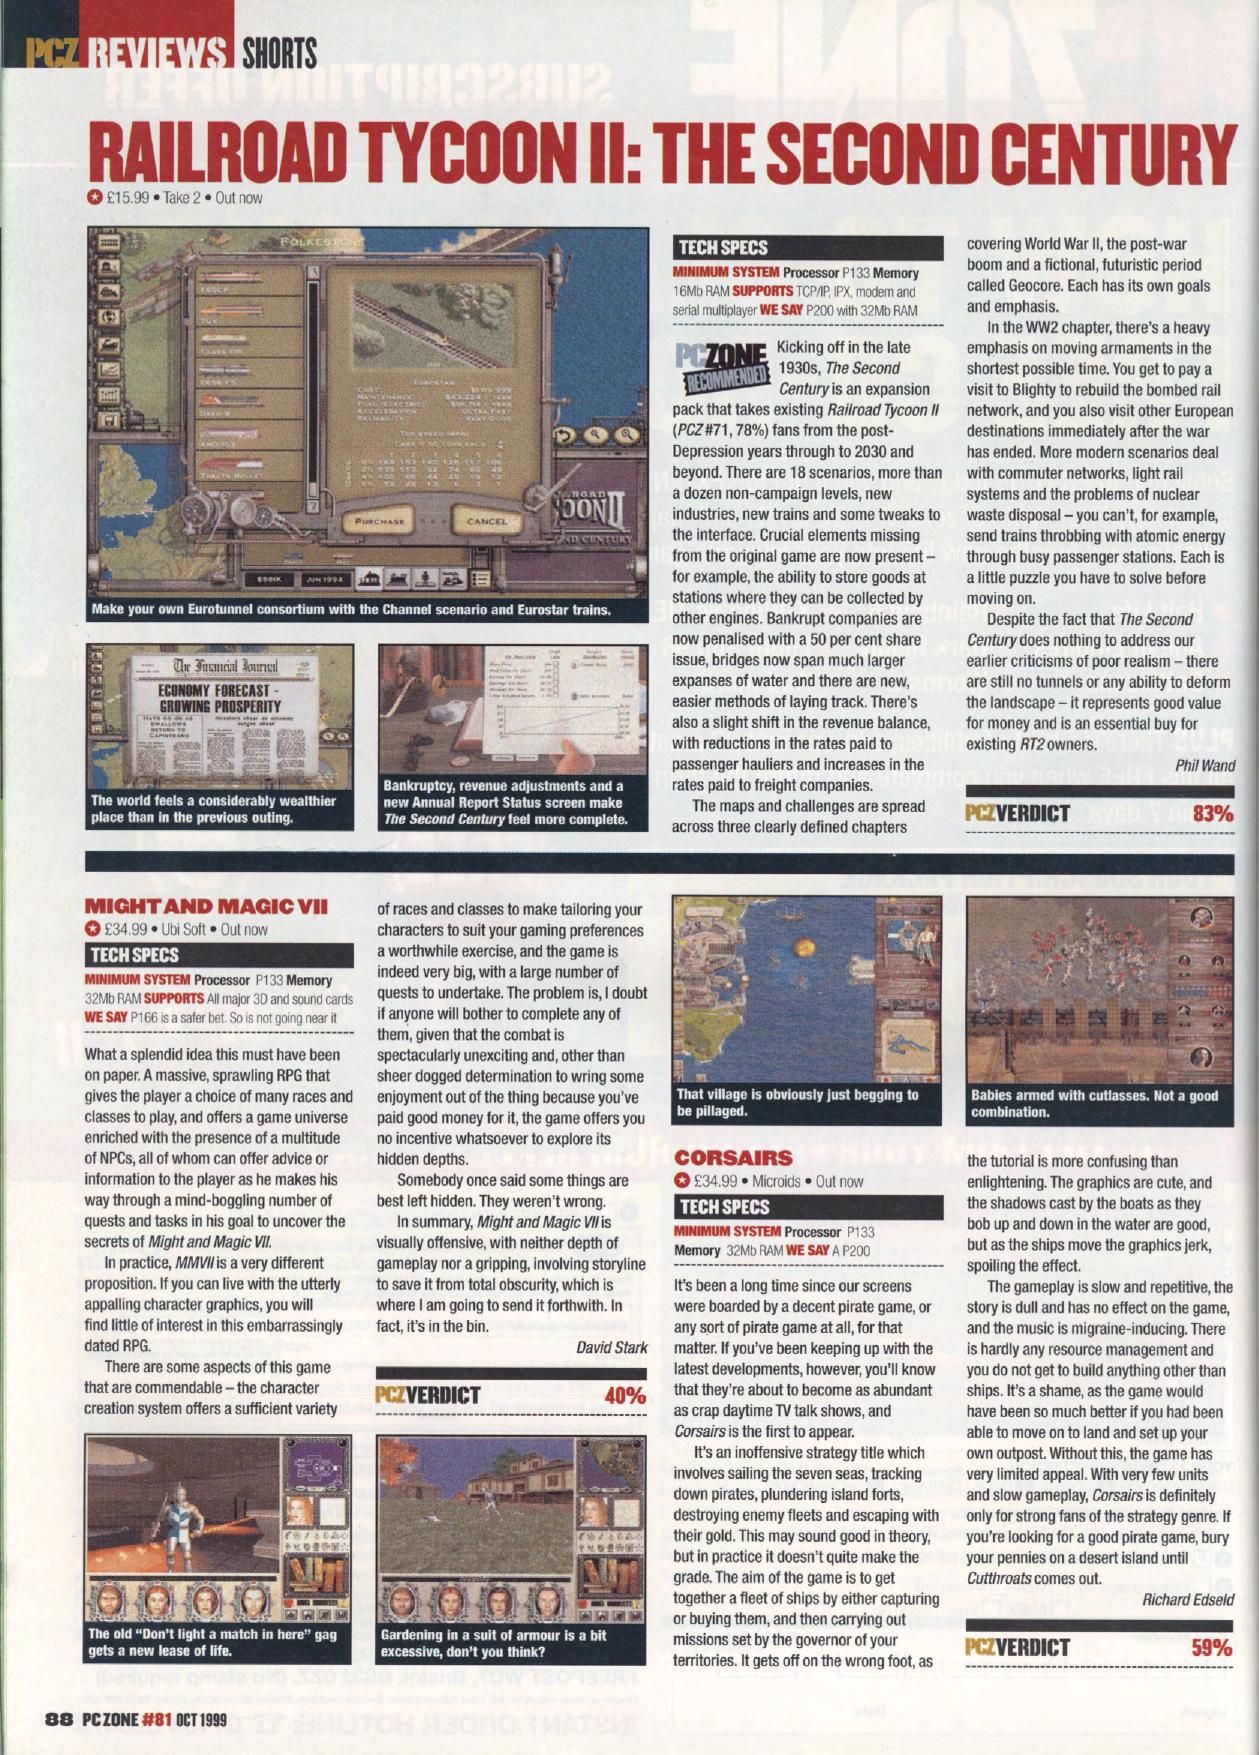 PCZ REVIEWS SHORTS
RAILROAD TYCOON II: THE SECOND CENTURY
£15.99 • Take 2 • Out now
FOLKESTONE
E60CP
TGV
CLASS E111
DASH 9
AMD 103
THALYS BULLET
EUROSTAR
PURCHASE
CANCEL
$581K
JUN 1994
Make your own Eurotunnel consortium with the Channel scenario and Eurostar trains.
The Financial Journal
ECONOMY FORECAST -
GROWING PROSPERITY
HATS GO ON AS
SWALLOWS
RETURN TO
CAPISTRANO
Investors cheer as economy
surges ahead
The world feels a considerably wealthier
place than in the previous outing.
Bankruptcy, revenue adjustments and a
new Annual Report Status screen make
The Second Century feel more complete.
TECH SPECS
MINIMUM SYSTEM Processor P133 Memory
16Mb RAM SUPPORTS TCP/IP, IPX, modem and
serial multiplayer WE SAY P200 with 32Mb RAM
PCZONE
RECOMMENDED
Kicking off in the late
1930s, The Second
Century is an expansion
pack that takes existing Railroad Tycoon II
(PCZ #71, 78%) fans from the post-
Depression years through to 2030 and
beyond. There are 18 scenarios, more than
a dozen non-campaign levels, new
industries, new trains and some tweaks to
the interface. Crucial elements missing
from the original game are now present –
for example, the ability to store goods at
stations where they can be collected by
other engines. Bankrupt companies are
now penalised with a 50 per cent share
issue, bridges now span much larger
expanses of water and there are new,
easier methods of laying track. There's
also a slight shift in the revenue balance,
with reductions in the rates paid to
passenger hauliers and increases in the
rates paid to freight companies.
The maps and challenges are spread
across three clearly defined chapters
covering World War II, the post-war
boom and a fictional, futuristic period
called Geocore. Each has its own goals
and emphasis.
In the WW2 chapter, there's a heavy
emphasis on moving armaments in the
shortest possible time. You get to pay a
visit to Blighty to rebuild the bombed rail
network, and you also visit other European
destinations immediately after the war
has ended. More modern scenarios deal
with commuter networks, light rail
systems and the problems of nuclear
waste disposal – you can't, for example,
send trains throbbing with atomic energy
through busy passenger stations. Each is
a little puzzle you have to solve before
moving on.
Despite the fact that The Second
Century does nothing to address our
earlier criticisms of poor realism – there
are still no tunnels or any ability to deform
the landscape – it represents good value
for money and is an essential buy for
existing RT2 owners.
Phil Wand
PCZVERDICT 83%
MIGHT AND MAGIC VII
£34.99 • Ubi Soft • Out now
TECH SPECS
MINIMUM SYSTEM Processor P133 Memory
32Mb RAM SUPPORTS All major 3D and sound cards
WE SAY P166 is a safer bet. So is not going near it
What a splendid idea this must have been
on paper. A massive, sprawling RPG that
gives the player a choice of many races and
classes to play, and offers a game universe
enriched with the presence of a multitude
of NPCs, all of whom can offer advice or
information to the player as he makes his
way through a mind-boggling number of
quests and tasks in his goal to uncover the
secrets of Might and Magic VII.
In practice, MMVII is a very different
proposition. If you can live with the utterly
appalling character graphics, you will
find little of interest in this embarrassingly
dated RPG.
There are some aspects of this game
that are commendable – the character
creation system offers a sufficient variety
of races and classes to make tailoring your
characters to suit your gaming preferences
a worthwhile exercise, and the game is
indeed very big, with a large number of
quests to undertake. The problem is, I doubt
if anyone will bother to complete any of
them, given that the combat is
spectacularly unexciting and, other than
sheer dogged determination to wring some
enjoyment out of the thing because you've
paid good money for it, the game offers you
no incentive whatsoever to explore its
hidden depths.
Somebody once said some things are
best left hidden. They weren't wrong.
In summary, Might and Magic VII is
visually offensive, with neither depth of
gameplay nor a gripping, involving storyline
to save it from total obscurity, which is
where I am going to send it forthwith. In
fact, it's in the bin.
David Stark
PCZVERDICT 40%
The old "Don't light a match in here" gag
gets a new lease of life.
Gardening in a suit of armour is a bit
excessive, don't you think?
That village is obviously just begging to
be pillaged.
Babies armed with cutlasses. Not a good
combination.
CORSAIRS
£34.99 • Microids • Out now
TECH SPECS
MINIMUM SYSTEM Processor P133
Memory 32Mb RAM WE SAY A P200
It's been a long time since our screens
were boarded by a decent pirate game, or
any sort of pirate game at all, for that
matter. If you've been keeping up with the
latest developments, however, you'll know
that they're about to become as abundant
as crap daytime TV talk shows, and
Corsairs is the first to appear.
It's an inoffensive strategy title which
involves sailing the seven seas, tracking
down pirates, plundering island forts,
destroying enemy fleets and escaping with
their gold. This may sound good in theory,
but in practice it doesn't quite make the
grade. The aim of the game is to get
together a fleet of ships by either capturing
or buying them, and then carrying out
missions set by the governor of your
territories. It gets off on the wrong foot, as
the tutorial is more confusing than
enlightening. The graphics are cute, and
the shadows cast by the boats as they
bob up and down in the water are good,
but as the ships move the graphics jerk,
spoiling the effect.
The gameplay is slow and repetitive, the
story is dull and has no effect on the game,
and the music is migraine-inducing. There
is hardly any resource management and
you do not get to build anything other than
ships. It's a shame, as the game would
have been so much better if you had been
able to move on to land and set up your
own outpost. Without this, the game has
very limited appeal. With very few units
and slow gameplay, Corsairs is definitely
only for strong fans of the strategy genre. If
you're looking for a good pirate game, bury
your pennies on a desert island until
Cutthroats comes out.
Richard Edseld
PCZVERDICT 59%
88 PCZONE #81 OCT 1999